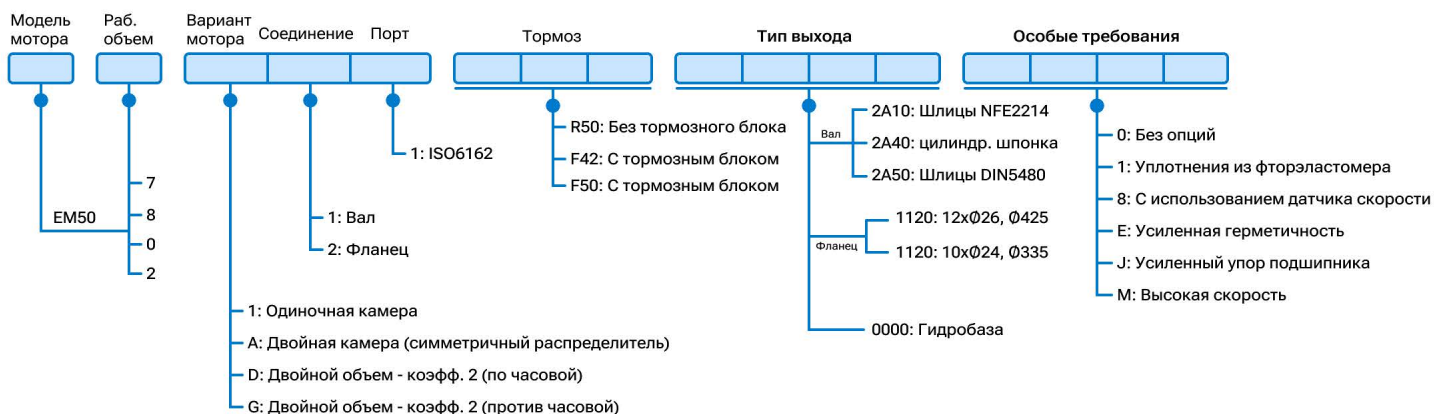 Модель мотора
Раб. объем
Вариант мотора
Соединение
Порт
Тормоз
Тип выхода
Особые требования
EM50
7
8
0
2
1: Одиночная камера
A: Двойная камера (симметричный распределитель)
D: Двойной объем - коэфф. 2 (по часовой)
G: Двойной объем - коэфф. 2 (против часовой)
1: Вал
2: Фланец
1: ISO6162
R50: Без тормозного блока
F42: С тормозным блоком
F50: С тормозным блоком
Вал
2A10: Шлицы NFE2214
2A40: цилиндр. шпонка
2A50: Шлицы DIN5480
Фланец
1120: 12xØ26, Ø425
1120: 10xØ24, Ø335
0000: Гидробаза
0: Без опций
1: Уплотнения из фторэластомера
8: С использованием датчика скорости
E: Усиленная герметичность
J: Усиленный упор подшипника
M: Высокая скорость